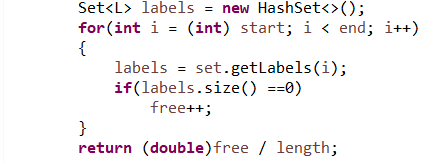 Set<L> labels = new HashSet<>();
for(int i = (int) start; i < end; i++)
{
labels = set.getLabels(i);
if(labels.size() ==0)
free++;
}
return (double)free / length;